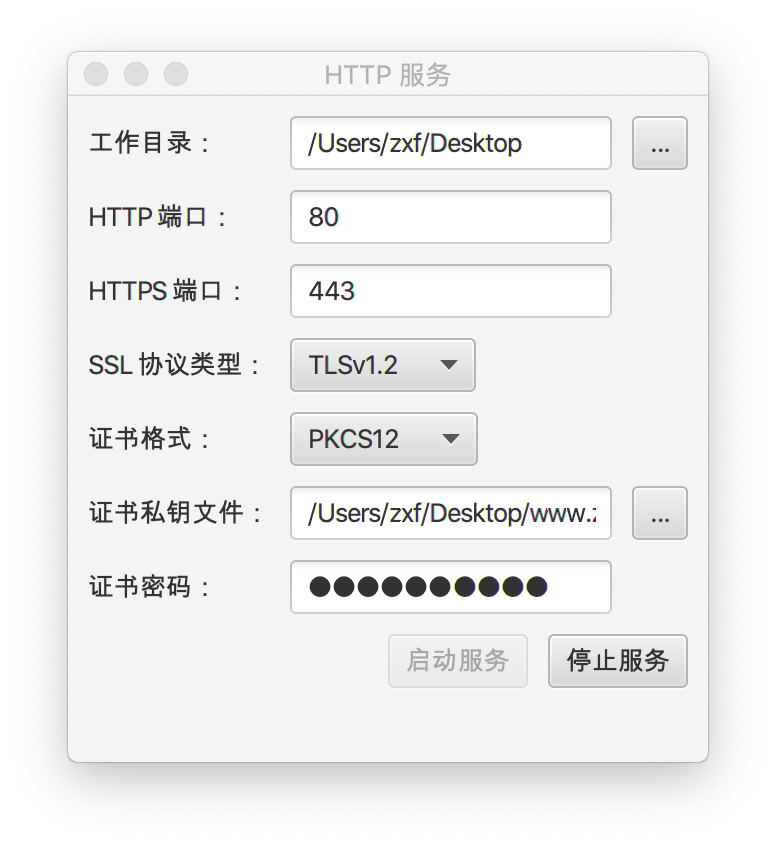 HTTP 服务
工作目录： /Users/zxf/Desktop ...
HTTP 端口： 80
HTTPS 端口： 443
SSL 协议类型： TLSv1.2
证书格式： PKCS12
证书私钥文件： /Users/zxf/Desktop/www.z ...
证书密码： ●●●●●●●●●●
启动服务 停止服务